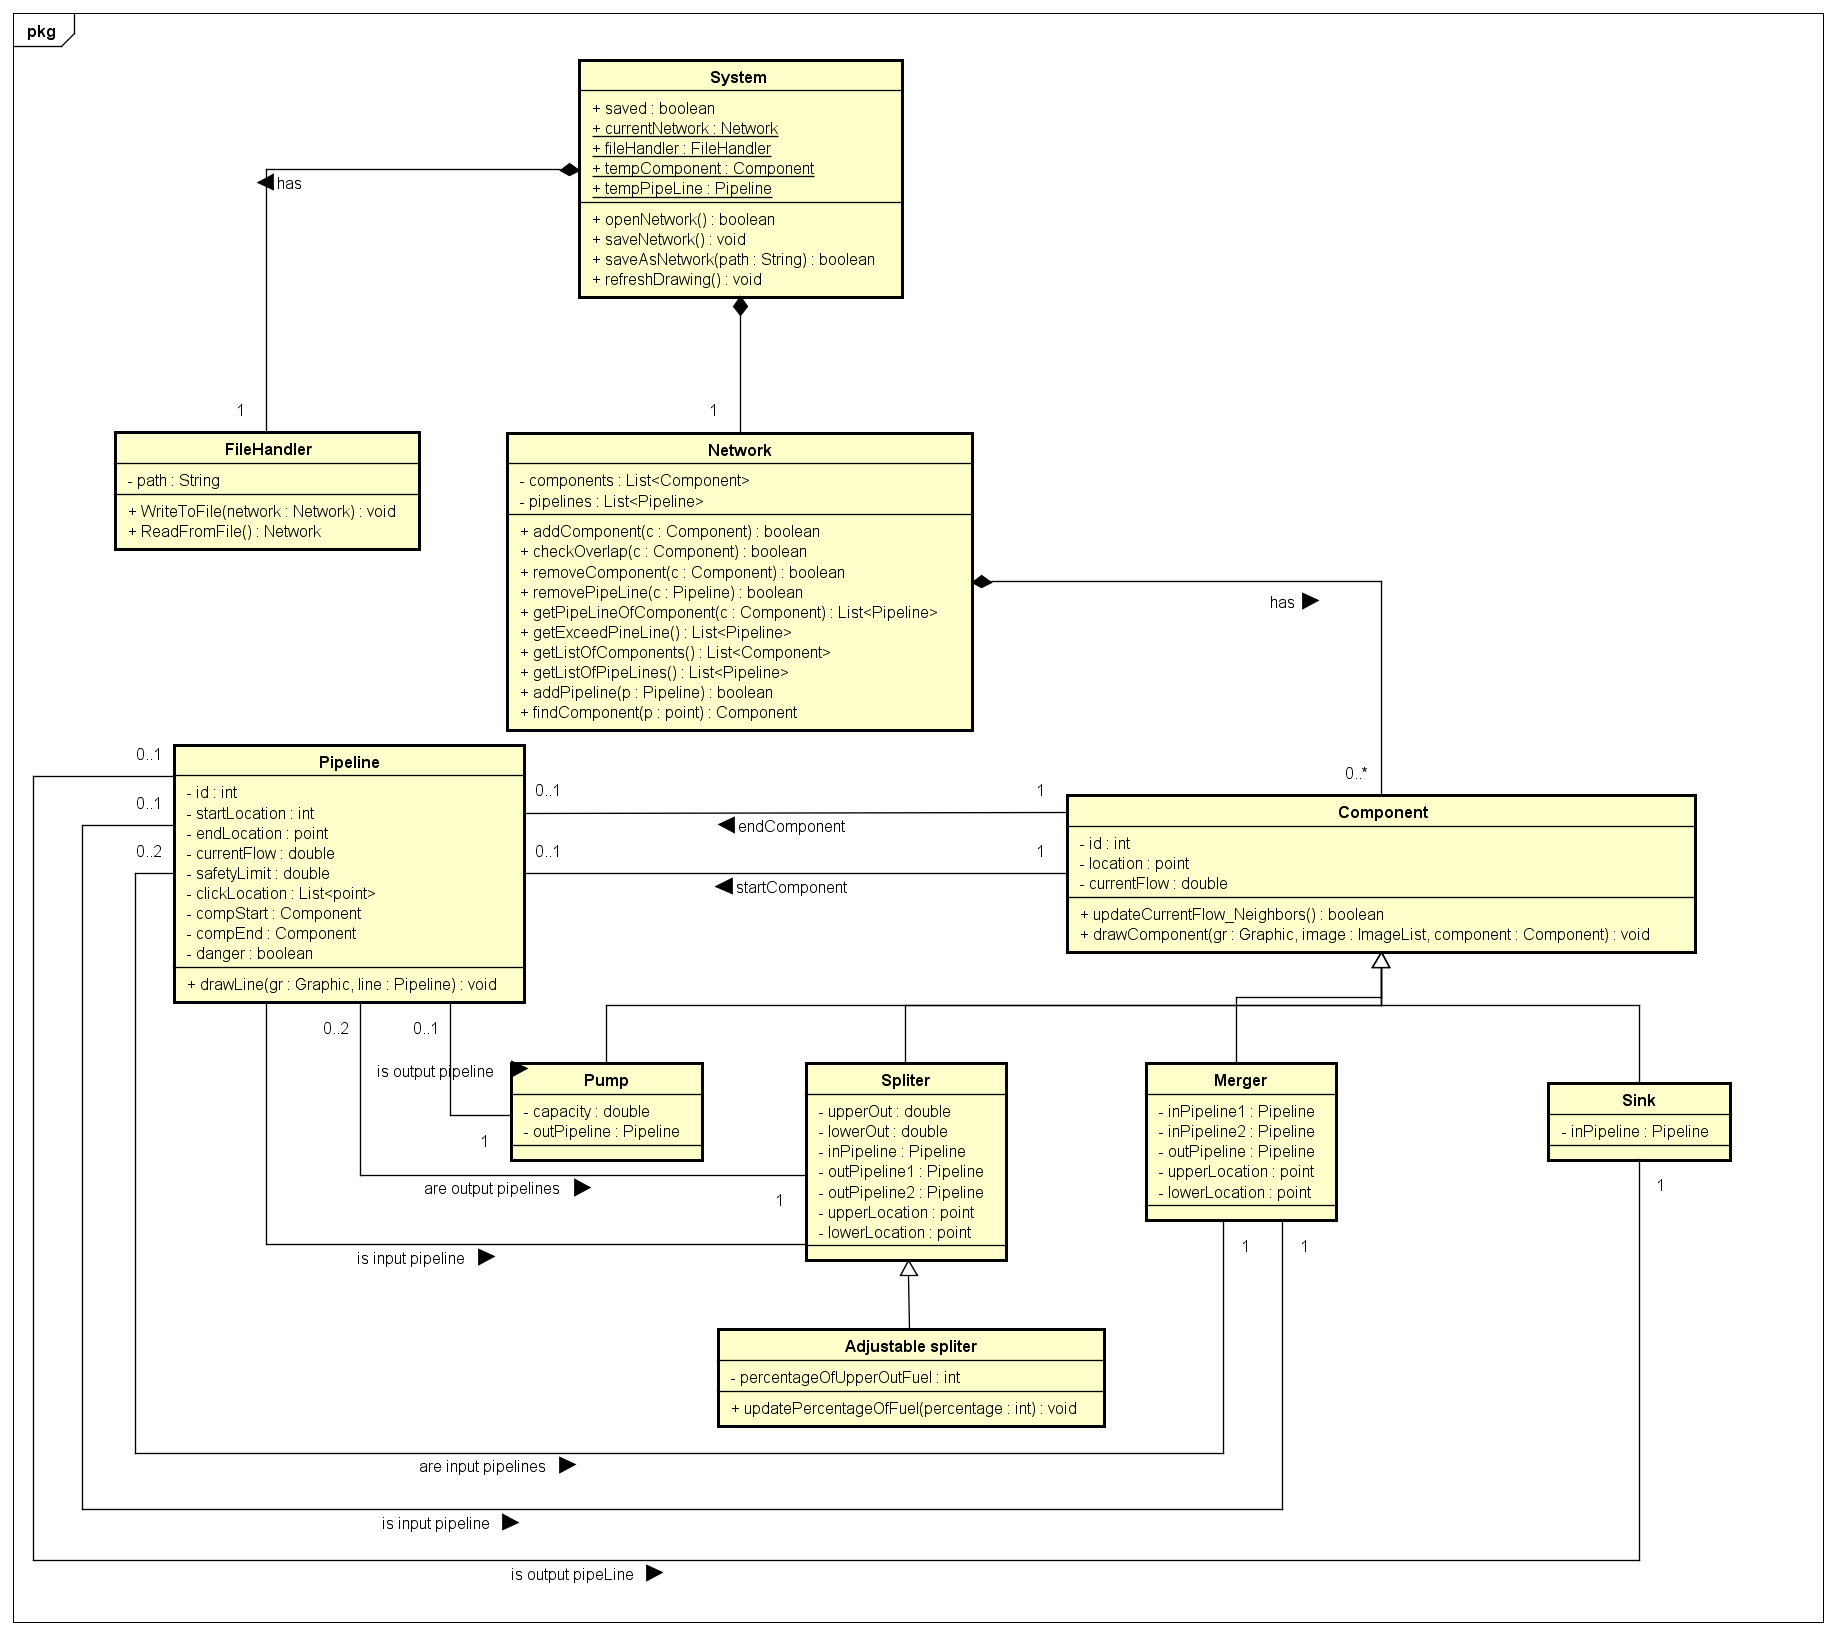 pkg
System
+ saved : boolean
+ currentNetwork : Network
+ fileHandler : FileHandler
+ tempComponent : Component
+ tempPipeLine : Pipeline
+ openNetwork() : boolean
+ saveNetwork() : void
+ saveAsNetwork(path : String) : boolean
+ refreshDrawing() : void
has
1
1
FileHandler
- path : String
+ WriteToFile(network : Network) : void
+ ReadFromFile() : Network
Network
- components : List<Component>
- pipelines : List<Pipeline>
+ addComponent(c : Component) : boolean
+ checkOverlap(c : Component) : boolean
+ removeComponent(c : Component) : boolean
+ removePipeLine(c : Pipeline) : boolean
+ getPipeLineOfComponent(c : Component) : List<Pipeline>
+ getExceedPineLine() : List<Pipeline>
+ getListOfComponents() : List<Component>
+ getListOfPipeLines() : List<Pipeline>
+ addPipeline(p : Pipeline) : boolean
+ findComponent(p : point) : Component
has
0..*
0..1
0..1
0..2
Pipeline
- id : int
- startLocation : int
- endLocation : point
- currentFlow : double
- safetyLimit : double
- clickLocation : List<point>
- compStart : Component
- compEnd : Component
- danger : boolean
+ drawLine(gr : Graphic, line : Pipeline) : void
0..1
1
endComponent
0..1
1
startComponent
Component
- id : int
- location : point
- currentFlow : double
+ updateCurrentFlow_Neighbors() : boolean
+ drawComponent(gr : Graphic, image : ImageList, component : Component) : void
0..2
0..1
is output pipeline
1
Pump
- capacity : double
- outPipeline : Pipeline
Spliter
- upperOut : double
- lowerOut : double
- inPipeline : Pipeline
- outPipeline1 : Pipeline
- outPipeline2 : Pipeline
- upperLocation : point
- lowerLocation : point
Merger
- inPipeline1 : Pipeline
- inPipeline2 : Pipeline
- outPipeline : Pipeline
- upperLocation : point
- lowerLocation : point
Sink
- inPipeline : Pipeline
1
are output pipelines
1
is input pipeline
1
1
Adjustable spliter
- percentageOfUpperOutFuel : int
+ updatePercentageOfFuel(percentage : int) : void
are input pipelines
is input pipeline
is output pipeLine